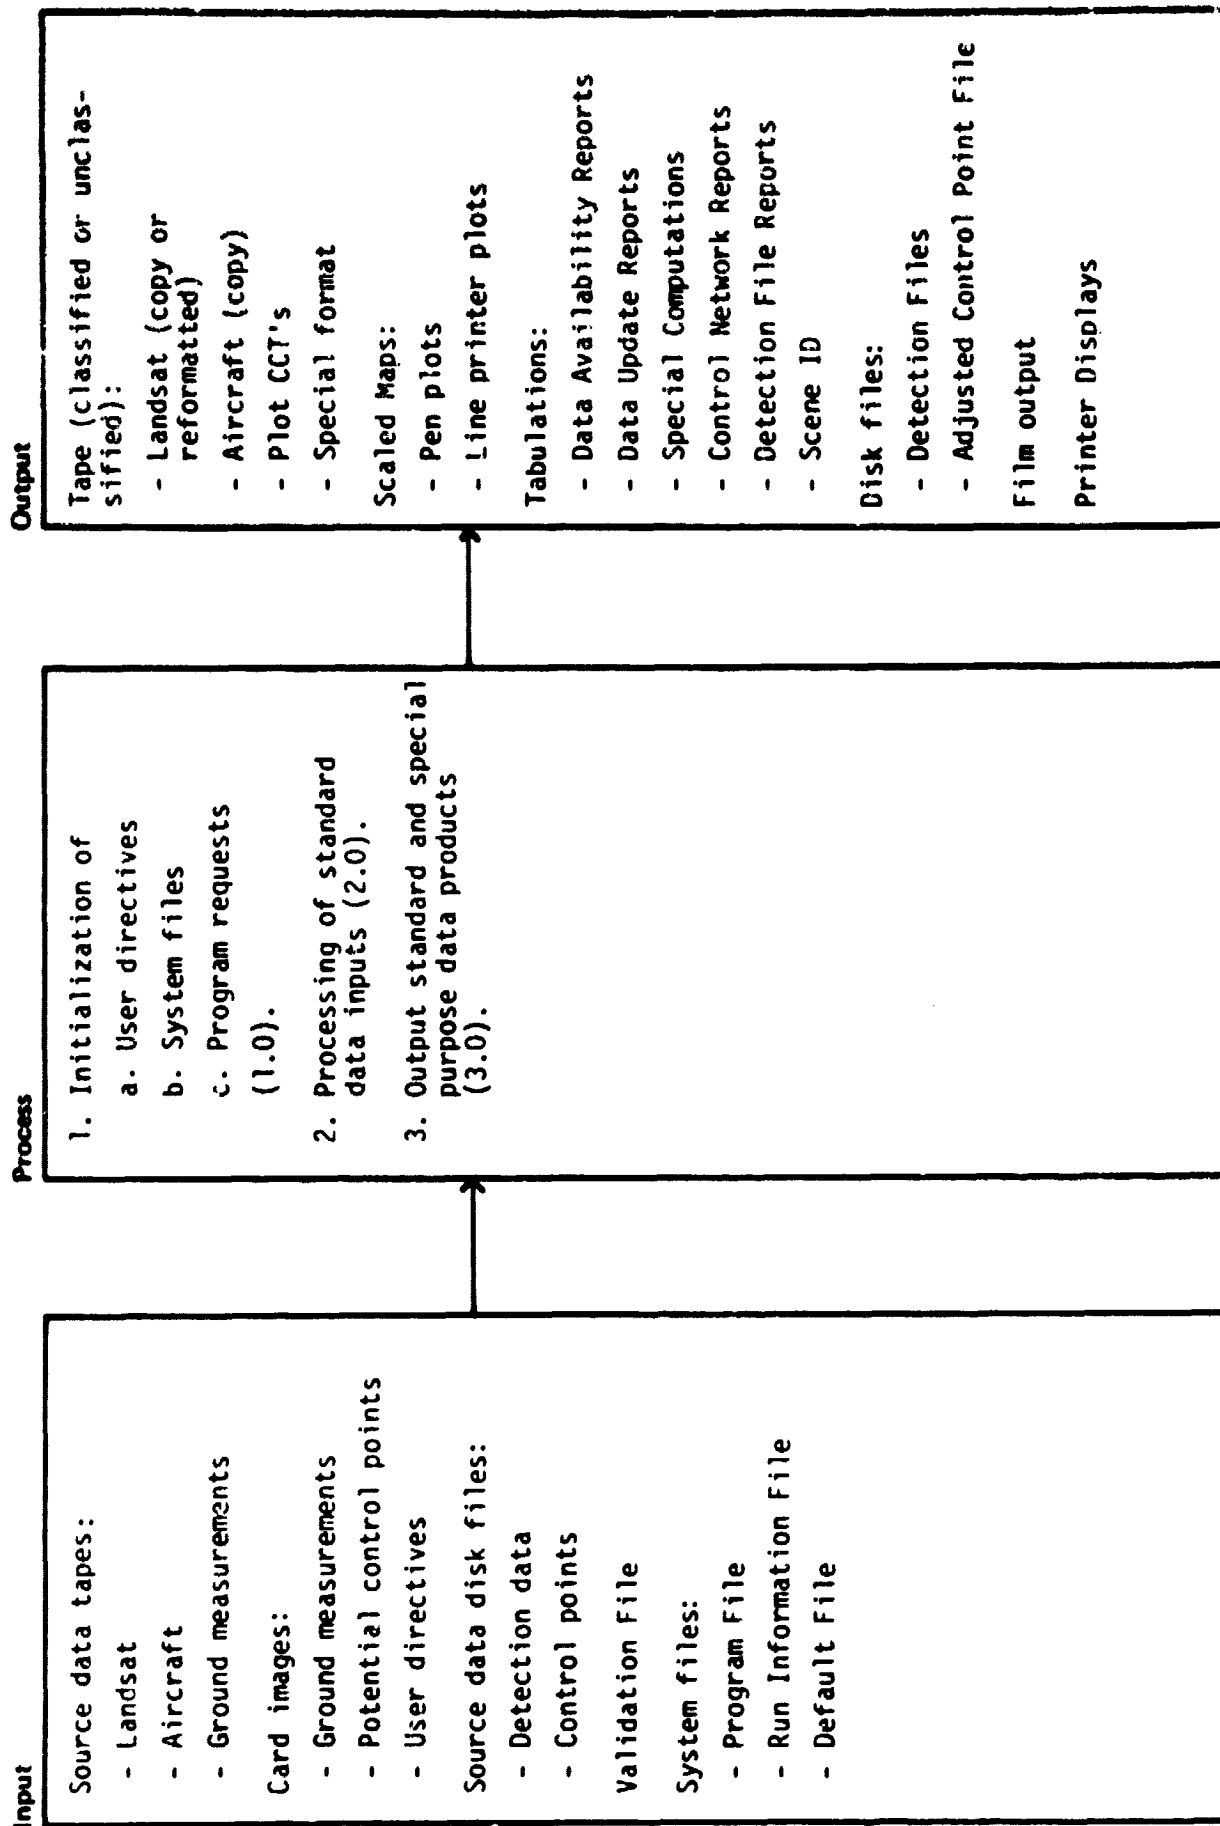 Input
Source data tapes:
- Landsat
- Aircraft
- Ground measurements
Card images:
- Ground measurements
- Potential control points
- User directives
Source data disk files:
- Detection data
- Control points
Validation File
System files:
- Program File
- Run Information File
- Default File
Process
1. Initialization of
a. User directives
b. System files
c. Program requests
(1.0).
2. Processing of standard
data inputs (2.0).
3. Output standard and special
purpose data products
(3.0).
Output
Tape (classified or unclas-
sified):
- Landsat (copy or
reformatted)
- Aircraft (copy)
- Plot CCT's
- Special format
Scaled Maps:
- Pen plots
- Line printer plots
Tabulations:
- Data Availability Reports
- Data Update Reports
- Special Computations
- Control Network Reports
- Detection File Reports
- Scene ID
Disk files:
- Detection Files
- Adjusted Control Point File
Film output
Printer Displays